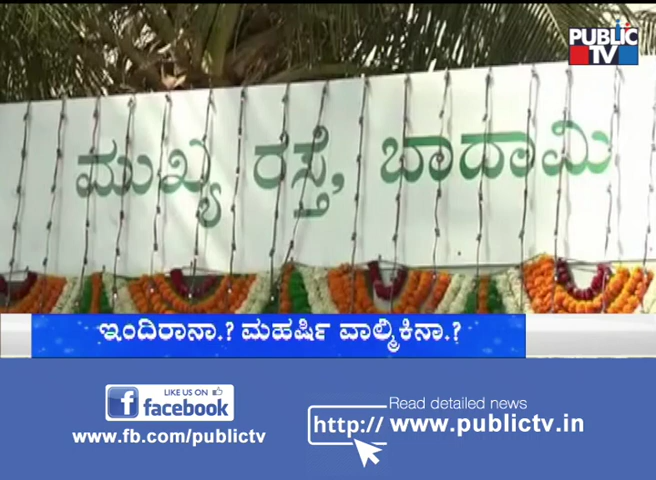 PUBLIC
TV
ಮುಖ್ಯ ರಸ್ತೆ, ಬಾದಾಮಿ
ಇಂದಿರಾನಾ.? ಮಹರ್ಷಿ ವಾಲ್ಮಿಕಿನಾ.?
LIKE US ON
f facebook
www.fb.com/publictv
Read detailed news
http:// www.publictv.in